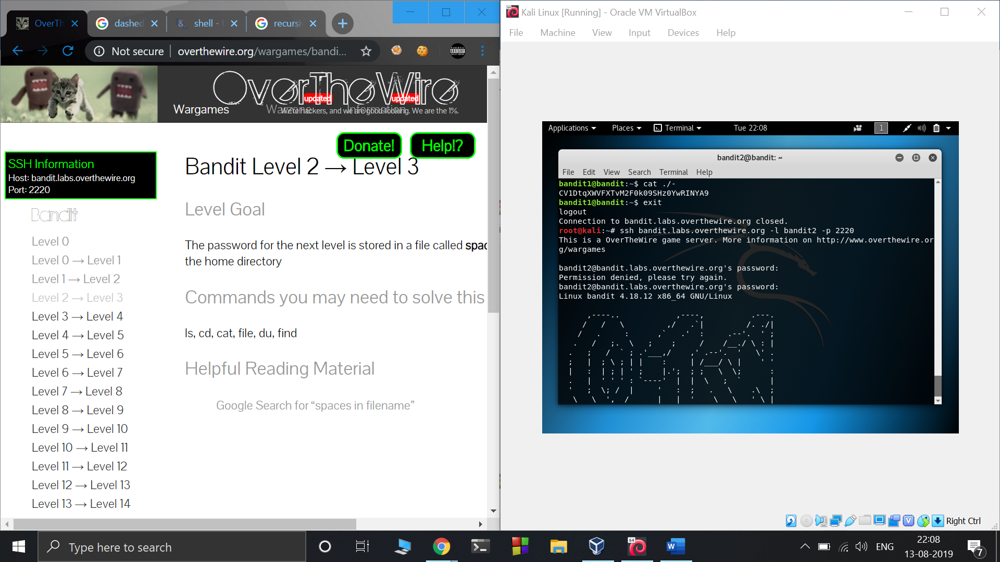 OverTh
dashed
shell -
recursi
Not secure
overthewire.org/wargames/bandi...
OverTheWire
updated
updated
Wargames
Warzone
Information
We're hackers, and we are good-looking. We are the 1%.
Donate!
Help!?
SSH Information
Host: bandit.labs.overthewire.org
Port: 2220
Bandit
Level 0
Level 0 → Level 1
Level 1 → Level 2
Level 2 → Level 3
Level 3 → Level 4
Level 4 → Level 5
Level 5 → Level 6
Level 6 → Level 7
Level 7 → Level 8
Level 8 → Level 9
Level 9 → Level 10
Level 10 → Level 11
Level 11 → Level 12
Level 12 → Level 13
Level 13 → Level 14
Bandit Level 2 → Level 3
Level Goal
The password for the next level is stored in a file called spac
the home directory
Commands you may need to solve this
ls, cd, cat, file, du, find
Helpful Reading Material
Google Search for “spaces in filename”
Kali Linux [Running] - Oracle VM VirtualBox
File Machine View Input Devices Help
Applications Places Terminal Tue 22:08 1
bandit2@bandit: ~
File Edit View Search Terminal Help
bandit1@bandit:~$ cat ./-
CV1DtqXWVFXTvM2F0k09SHz0YwRINYA9
bandit1@bandit:~$ exit
logout
Connection to bandit.labs.overthewire.org closed.
root@kali:~# ssh bandit.labs.overthewire.org -l bandit2 -p 2220
This is a OverTheWire game server. More information on http://www.overthewire.or
g/wargames
bandit2@bandit.labs.overthewire.org's password:
Permission denied, please try again.
bandit2@bandit.labs.overthewire.org's password:
Linux bandit 4.18.12 x86_64 GNU/Linux
Right Ctrl
Type here to search
ENG
22:08
13-08-2019
7